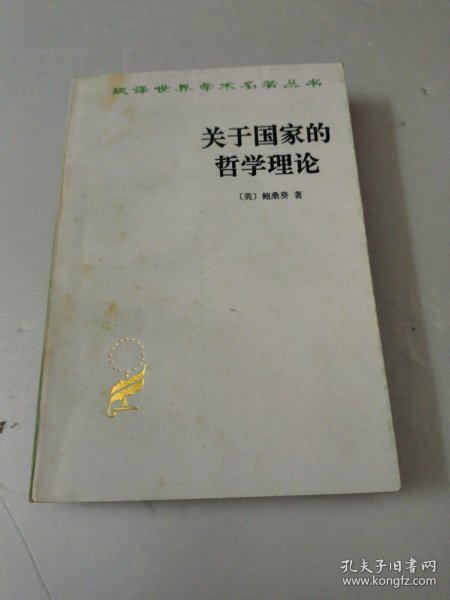 汉译世界学术名著丛书
关于国家的
哲学理论
〔英〕鲍桑葵 著
孔夫子旧书网
www.kongfz.com